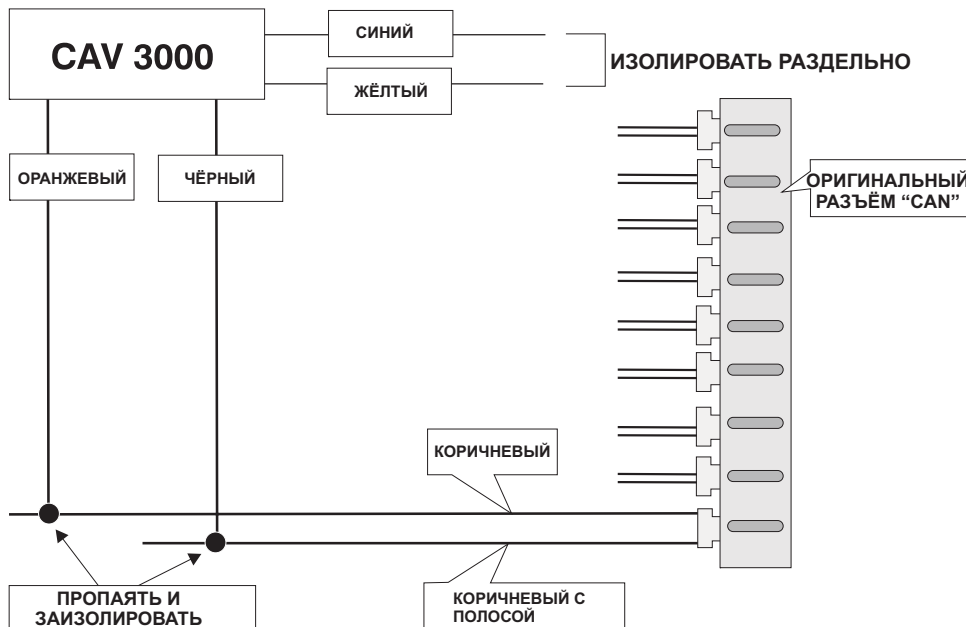 CAV 3000
СИНИЙ
ЖЁЛТЫЙ
ИЗОЛИРОВАТЬ РАЗДЕЛЬНО
ОРАНЖЕВЫЙ
ЧЁРНЫЙ
ОРИГИНАЛЬНЫЙ
РАЗЪЁМ “CAN”
КОРИЧНЕВЫЙ
ПРОПАЯТЬ И
ЗАИЗОЛИРОВАТЬ
КОРИЧНЕВЫЙ С
ПОЛОСОЙ